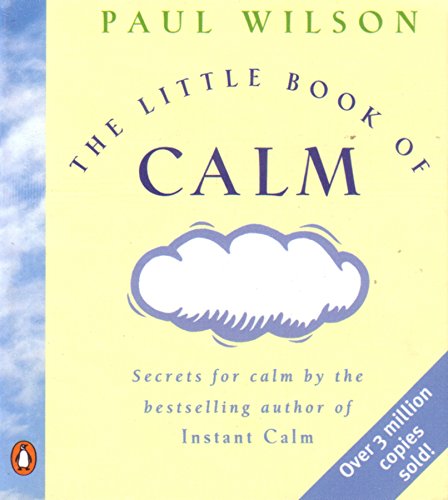 PAUL WILSON
THE LITTLE BOOK OF
CALM
Secrets for calm by the
bestselling author of
Instant Calm
Over 3 million
copies
sold!